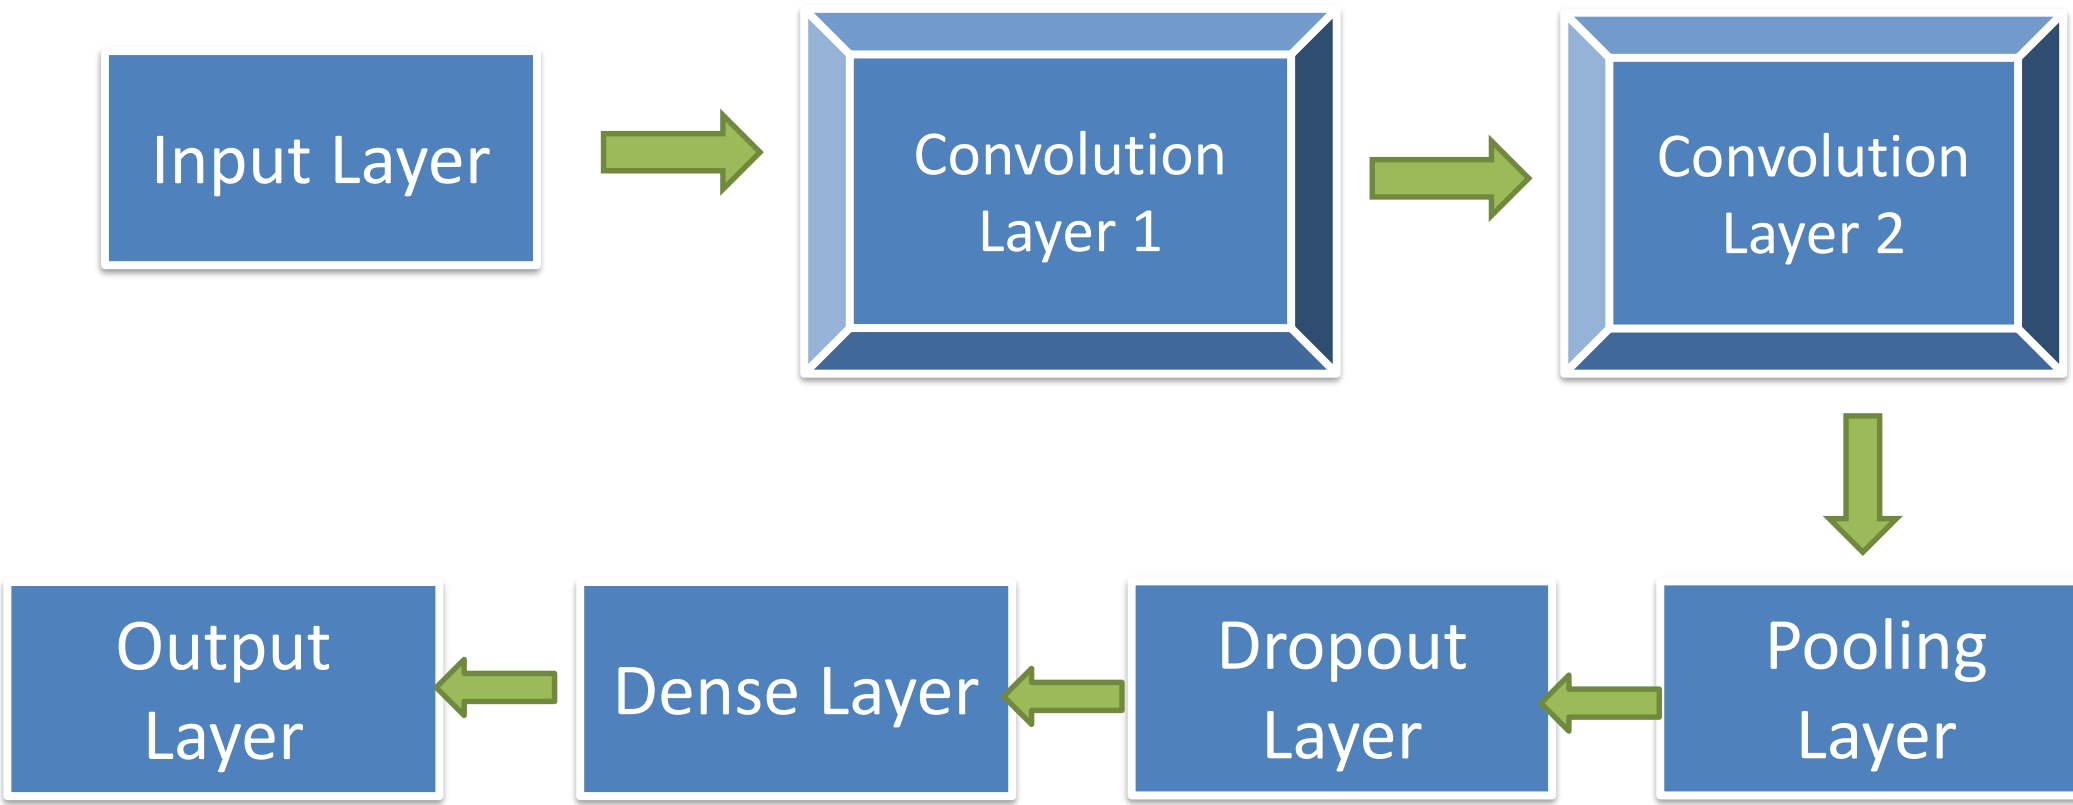 Input Layer
Convolution
Layer 1
Convolution
Layer 2
Output
Layer
Dense Layer
Dropout
Layer
Pooling
Layer